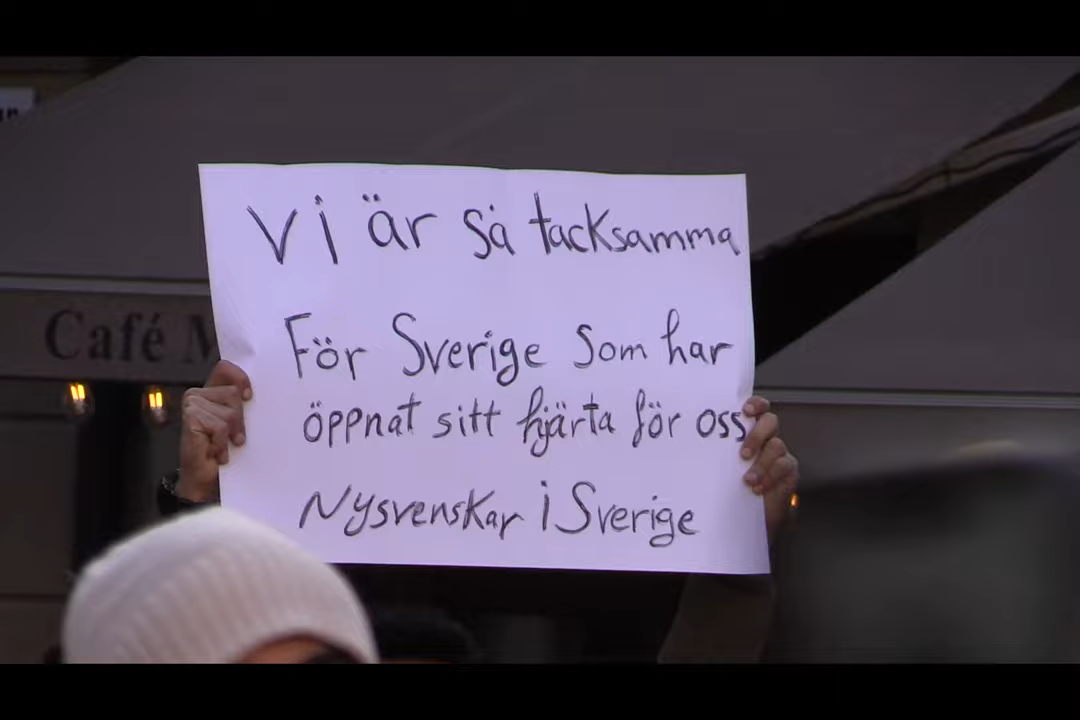 Vi är så tacksamma
För Sverige Som har
öppnat sitt hjärta för oss
Nysvenskar i Sverige
Café